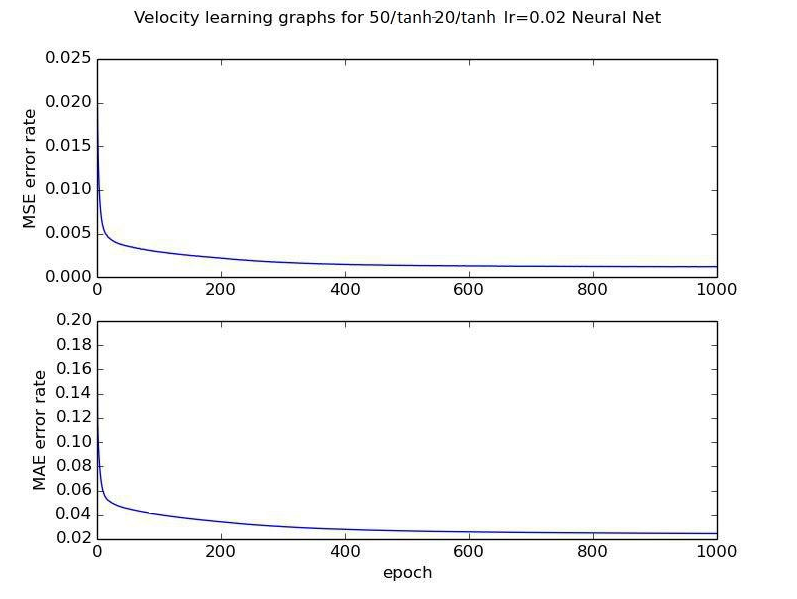 Velocity learning graphs for 50/tanh-20/tanh lr=0.02 Neural Net
0.025
0.020
0.015
0.010
0.005
0.000
MSE error rate
0 200 400 600 800 1000
0.20
0.18
0.16
0.14
0.12
0.10
0.08
0.06
0.04
0.02
MAE error rate
0 200 400 600 800 1000
epoch